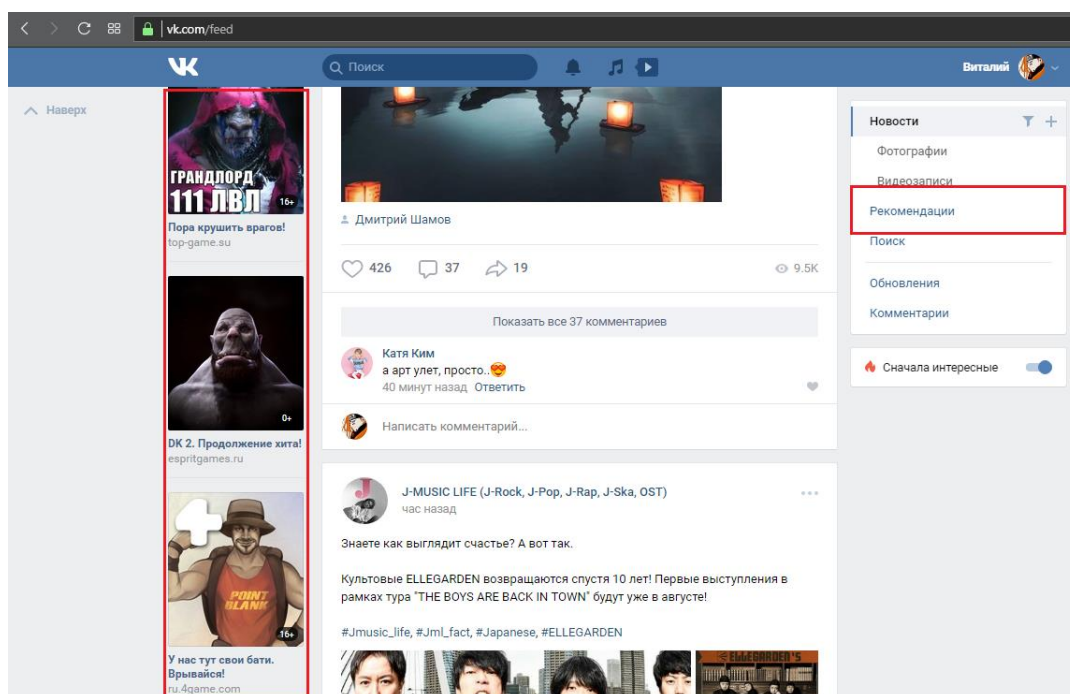 vk.com/feed
Поиск
Виталий
Наверх
ГРАНДЛОРД
111 ЛВЛ
16+
Пора крушить врагов!
top-game.su
0+
DK 2. Продолжение хита!
espritgames.ru
POINT
BLANK
16+
У нас тут свои бати.
Врывайся!
ru.4game.com
Дмитрий Шамов
426
37
19
9.5K
Показать все 37 комментариев
Катя Ким
а арт улет, просто..
40 минут назад Ответить
Написать комментарий...
J-MUSIC LIFE (J-Rock, J-Pop, J-Rap, J-Ska, OST)
час назад
Знаете как выглядит счастье? А вот так.
Культовые ELLEGARDEN возвращаются спустя 10 лет! Первые выступления в
рамках тура "THE BOYS ARE BACK IN TOWN" будут уже в августе!
#Jmusic_life, #Jml_fact, #Japanese, #ELLEGARDEN
ELLEGARDEN'S
Новости
Фотографии
Видеозаписи
Рекомендации
Поиск
Обновления
Комментарии
Сначала интересные